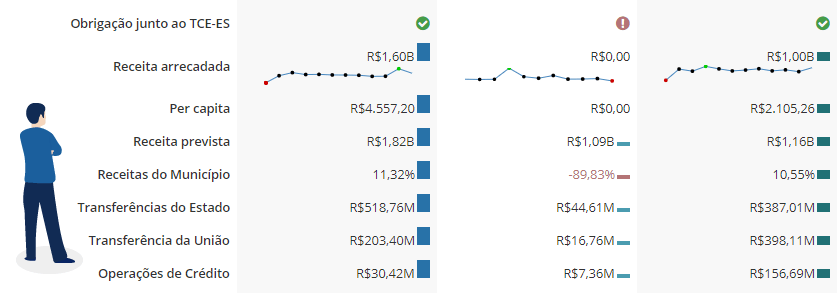 Obrigação junto ao TCE-ES
Receita arrecadada R$1,60B R$0,00 R$1,00B
Per capita R$4.557,20 R$0,00 R$2.105,26
Receita prevista R$1,82B R$1,09B R$1,16B
Receitas do Município 11,32% -89,83% 10,55%
Transferências do Estado R$518,76M R$44,61M R$387,01M
Transferência da União R$203,40M R$16,76M R$398,11M
Operações de Crédito R$30,42M R$7,36M R$156,69M